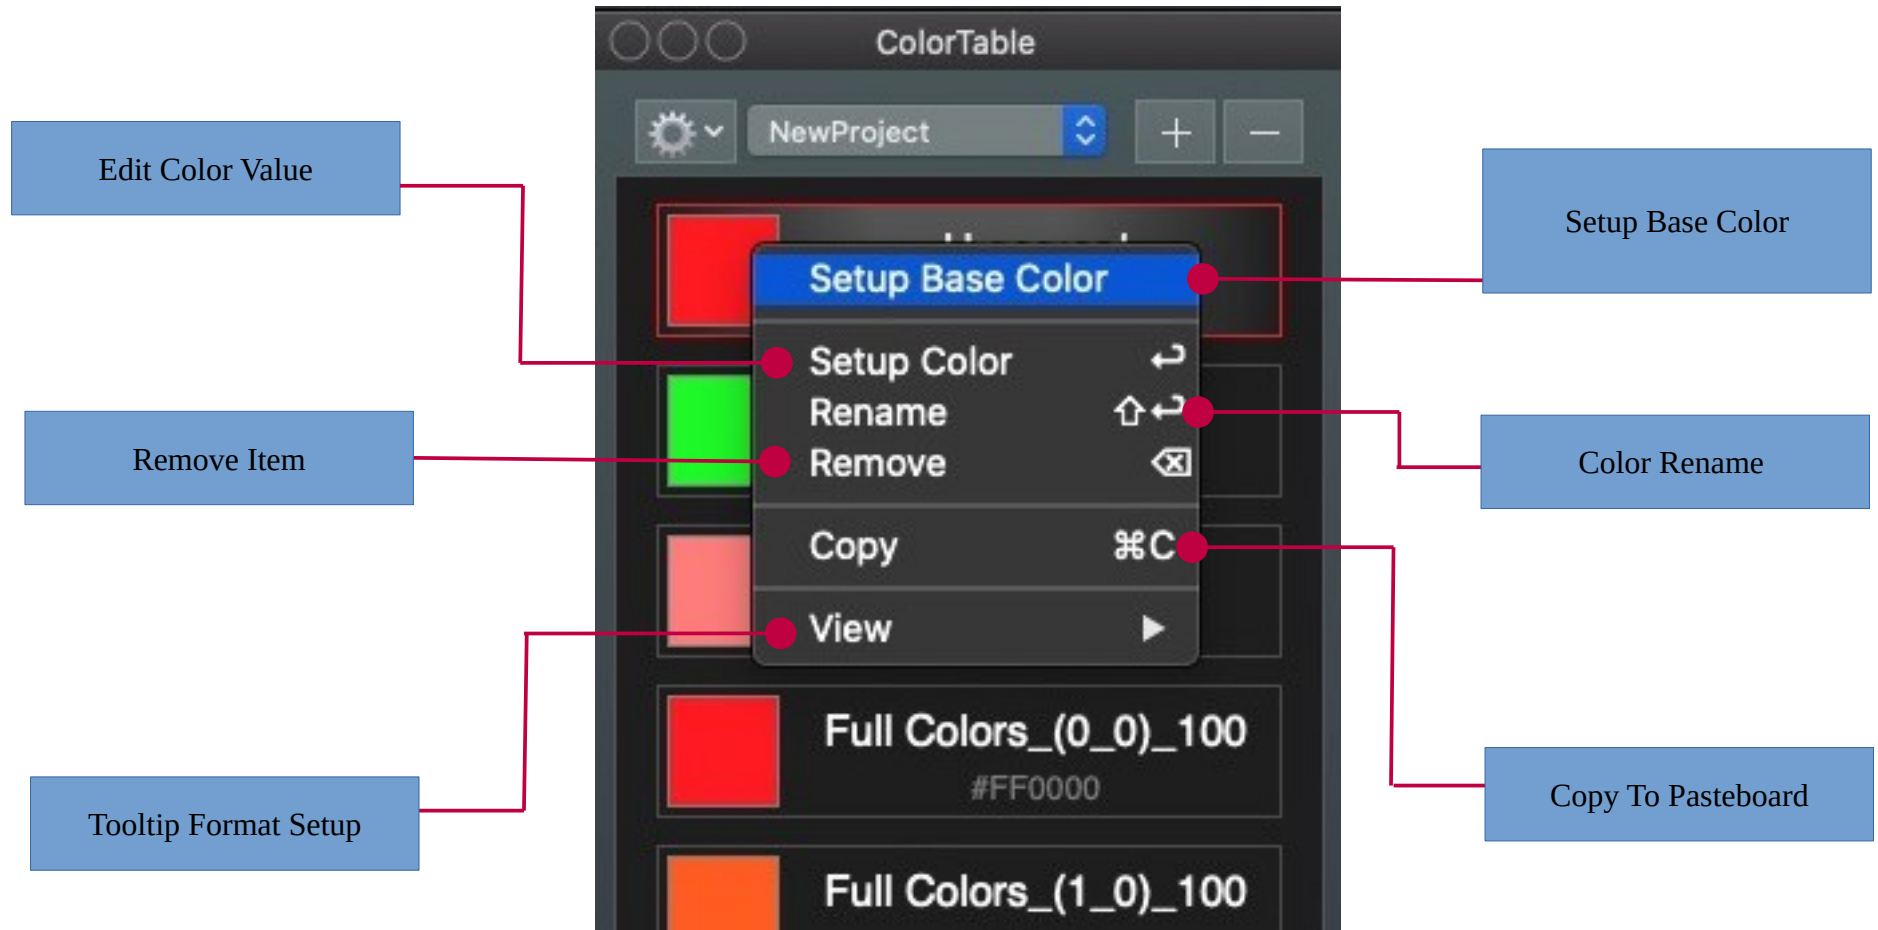 ColorTable
NewProject
Edit Color Value
Setup Base Color
Setup Base Color
Setup Color
Rename
Remove
Remove Item
Color Rename
Copy ⌘C
View
Full Colors_(0_0)_100
#FF0000
Tooltip Format Setup
Copy To Pasteboard
Full Colors_(1_0)_100